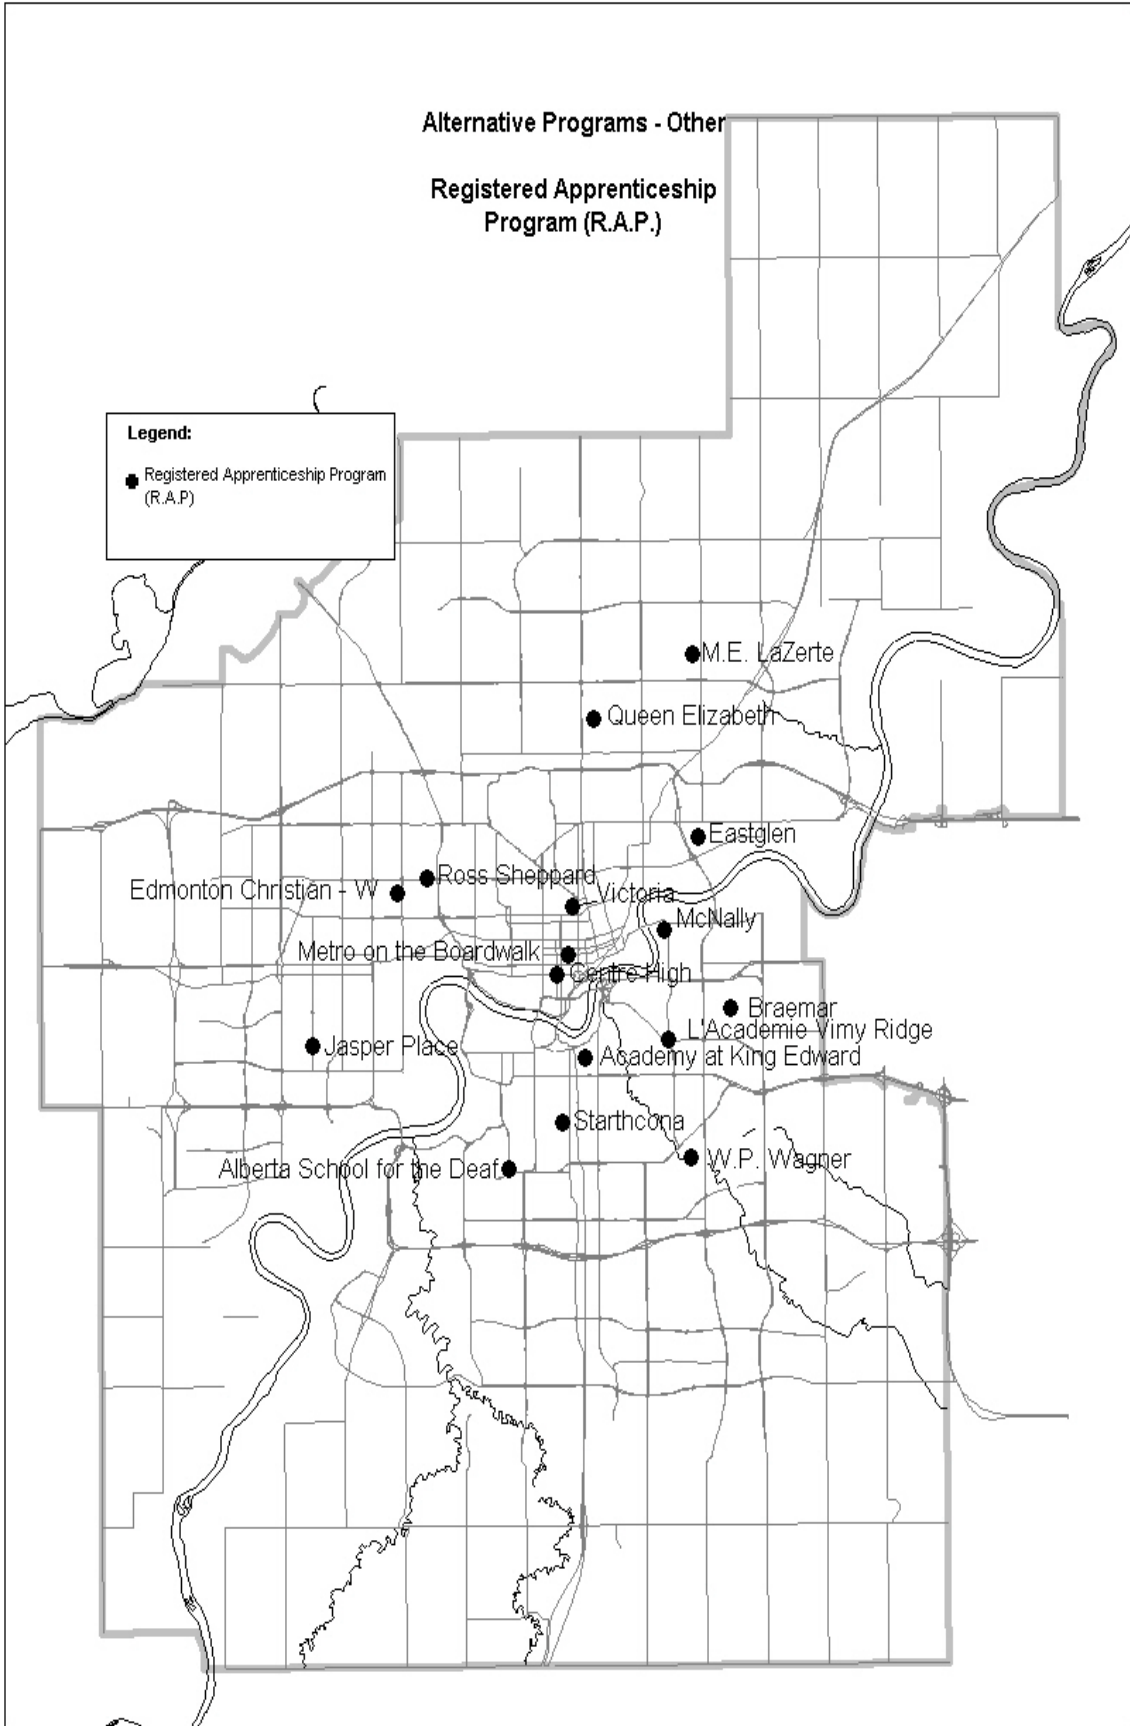 Alternative Programs - Other
Registered Apprenticeship
Program (R.A.P.)
Legend:
Registered Apprenticeship Program
(R.A.P)
M.E. LaZerte
Queen Elizabeth
Eastglen
Ross Sheppard
Edmonton Christian - W
Victoria
McNally
Metro on the Boardwalk
Centre High
Braemar
L'Academie Vimy Ridge
Jasper Place
Academy at King Edward
Starthcona
W.P. Wagner
Alberta School for the Deaf